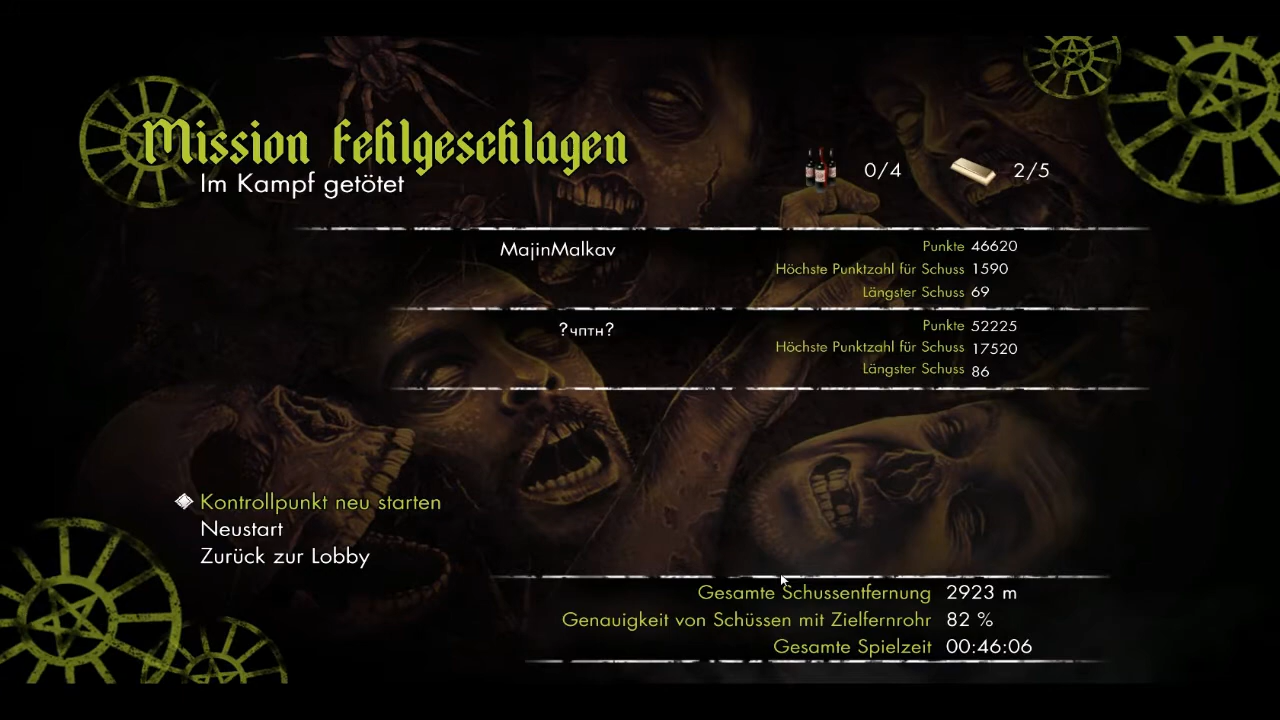 Mission fehlgeschlagen
Im Kampf getötet
0/4
2/5
MajinMalkav
Punkte 46620
Höchste Punktzahl für Schuss 1590
Längster Schuss 69
?чптн?
Punkte 52225
Höchste Punktzahl für Schuss 17520
Längster Schuss 86
Kontrollpunkt neu starten
Neustart
Zurück zur Lobby
Gesamte Schussentfernung 2923 m
Genauigkeit von Schüssen mit Zielfernrohr 82 %
Gesamte Spielzeit 00:46:06